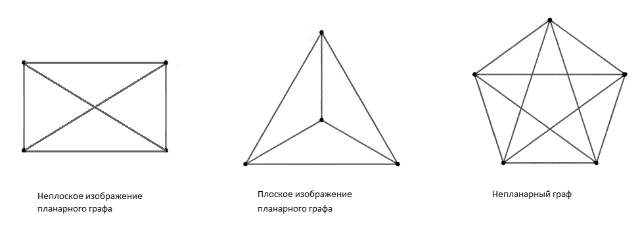 Неплоское изображение
планарного графа
Плоское изображение
планарного графа
Непланарный граф